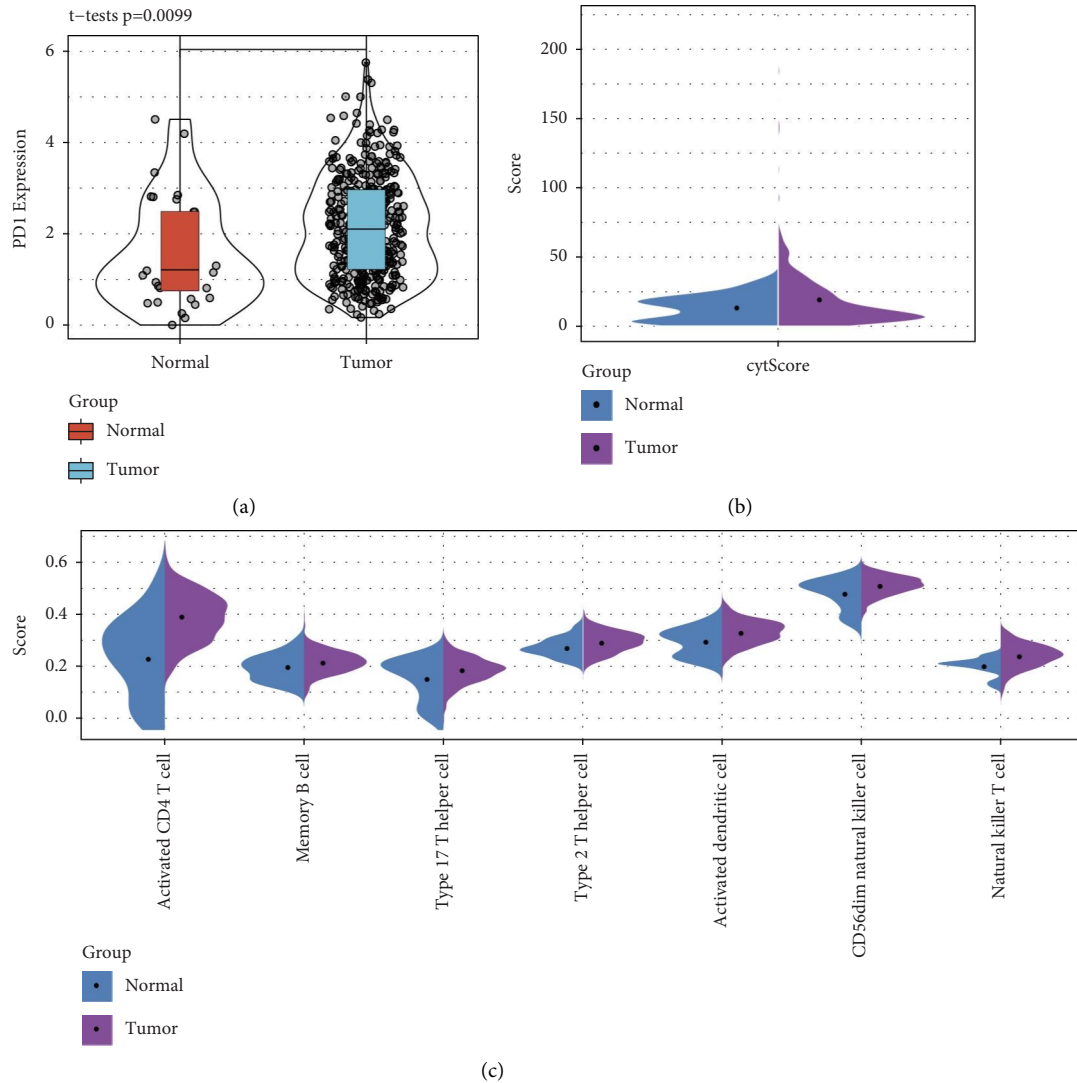 t−tests p=0.0099
PD1 Expression
6
4
2
0
Normal
Tumor
Group
Normal
Tumor
(a)
Score
200
150
100
50
0
cytScore
Group
Normal
Tumor
(b)
Score
0.6
0.4
0.2
0.0
Activated CD4 T cell
Memory B cell
Type 17 T helper cell
Type 2 T helper cell
Activated dendritic cell
CD56dim natural killer cell
Natural killer T cell
Group
Normal
Tumor
(c)